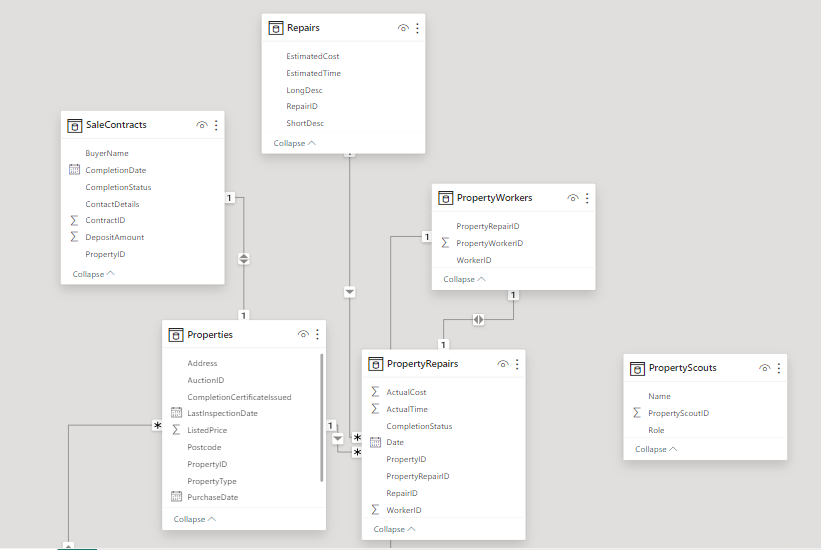 Repairs
EstimatedCost
EstimatedTime
LongDesc
RepairID
ShortDesc
Collapse
SaleContracts
BuyerName
CompletionDate
CompletionStatus
ContactDetails
ContractID
DepositAmount
PropertyID
Collapse
PropertyWorkers
PropertyRepairID
PropertyWorkerID
WorkerID
Collapse
1
1
1
1
1
1
Properties
Address
AuctionID
CompletionCertificateIssued
LastInspectionDate
ListedPrice
Postcode
PropertyID
PropertyType
PurchaseDate
Collapse
*
*
*
PropertyRepairs
ActualCost
ActualTime
CompletionStatus
Date
PropertyID
PropertyRepairID
RepairID
WorkerID
Collapse
PropertyScouts
Name
PropertyScoutID
Role
Collapse